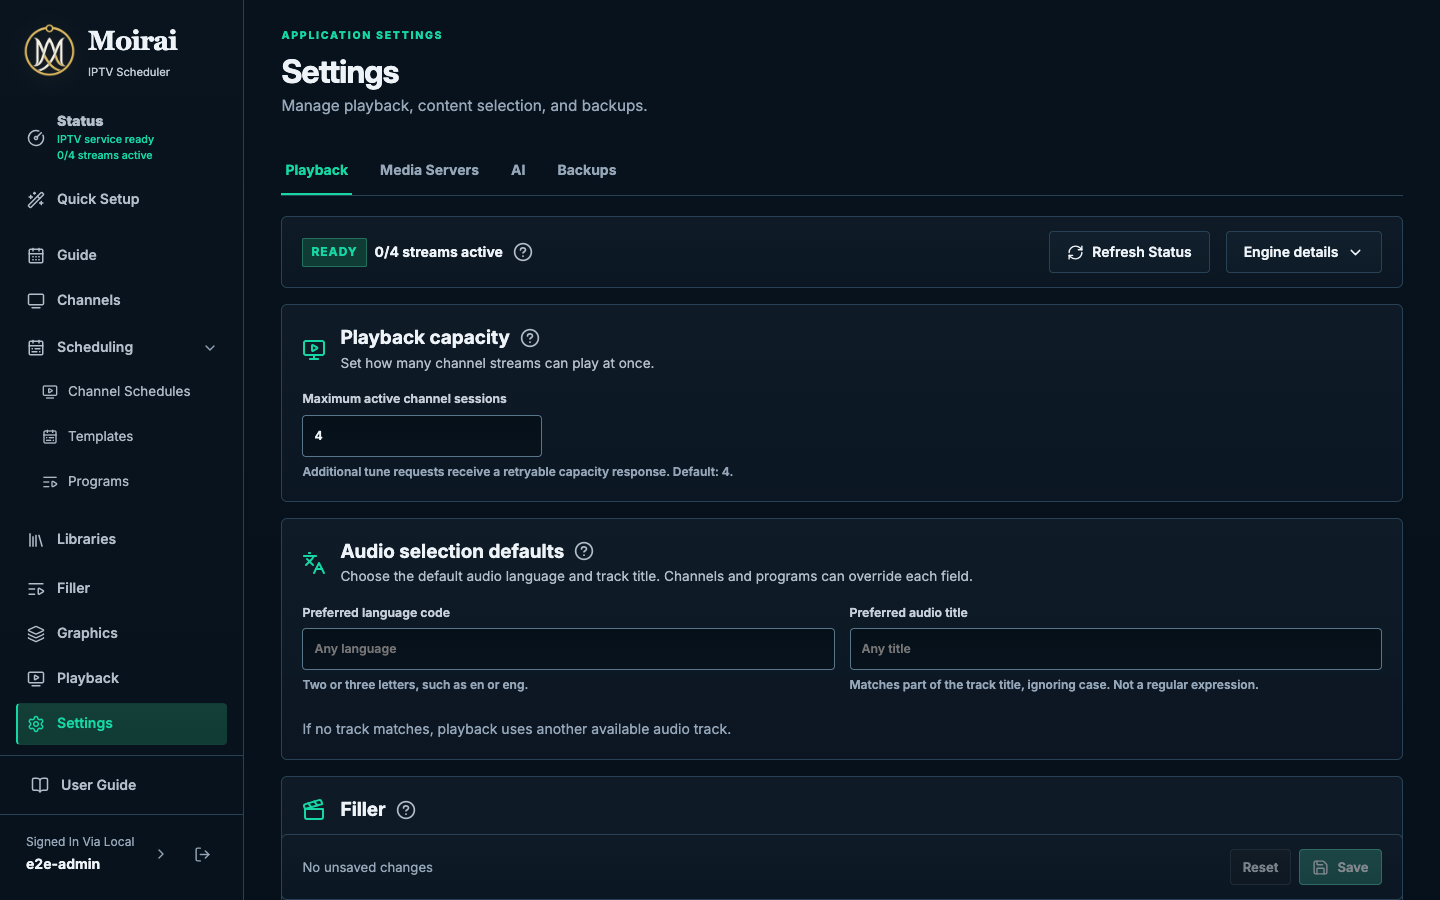 Moirai
IPTV Scheduler
Status
IPTV service ready
0/4 streams active
Quick Setup
Guide
Channels
Scheduling
Channel Schedules
Templates
Programs
Libraries
Filler
Graphics
Playback
Settings
User Guide
Signed In Via Local
e2e-admin
APPLICATION SETTINGS
Settings
Manage playback, content selection, and backups.
Playback Media Servers AI Backups
READY 0/4 streams active Refresh Status Engine details
Playback capacity
Set how many channel streams can play at once.
Maximum active channel sessions
4
Additional tune requests receive a retryable capacity response. Default: 4.
Audio selection defaults
Choose the default audio language and track title. Channels and programs can override each field.
Preferred language code Preferred audio title
Any language Any title
Two or three letters, such as en or eng. Matches part of the track title, ignoring case. Not a regular expression.
If no track matches, playback uses another available audio track.
Filler
No unsaved changes Reset Save